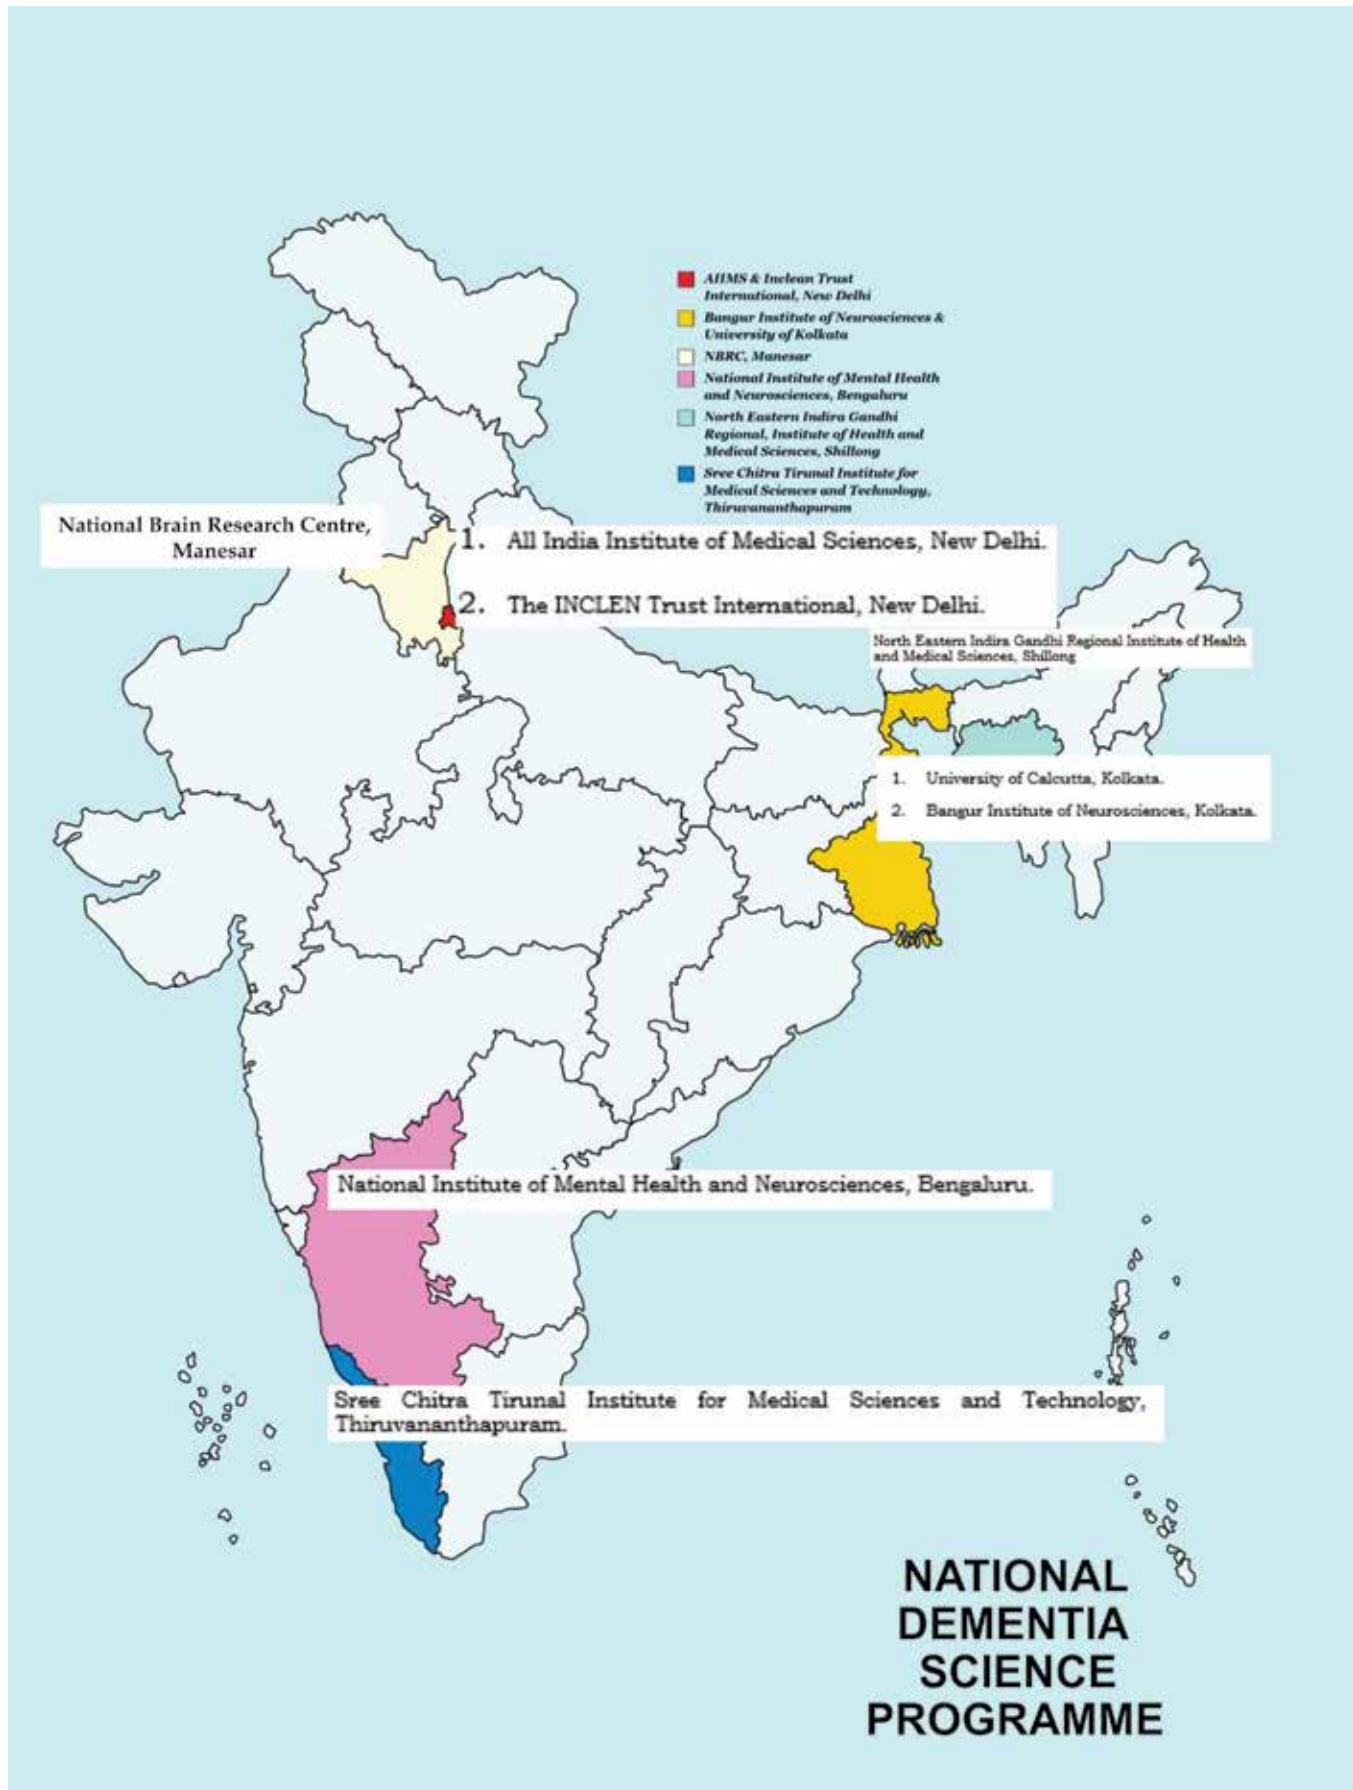 AIIMS & Inclean Trust
International, New Delhi
Bangur Institute of Neurosciences &
University of Kolkata
NBRC, Manesar
National Institute of Mental Health
and Neurosciences, Bengaluru
North Eastern Indira Gandhi
Regional, Institute of Health and
Medical Sciences, Shillong
Sree Chitra Tirunal Institute for
Medical Sciences and Technology,
Thiruvananthapuram
National Brain Research Centre,
Manesar
1. All India Institute of Medical Sciences, New Delhi.
2. The INCLEN Trust International, New Delhi.
North Eastern Indira Gandhi Regional Institute of Health
and Medical Sciences, Shillong
1. University of Calcutta, Kolkata.
2. Bangur Institute of Neurosciences, Kolkata.
National Institute of Mental Health and Neurosciences, Bengaluru.
Sree Chitra Tirunal Institute for Medical Sciences and Technology,
Thiruvananthapuram.
NATIONAL
DEMENTIA
SCIENCE
PROGRAMME